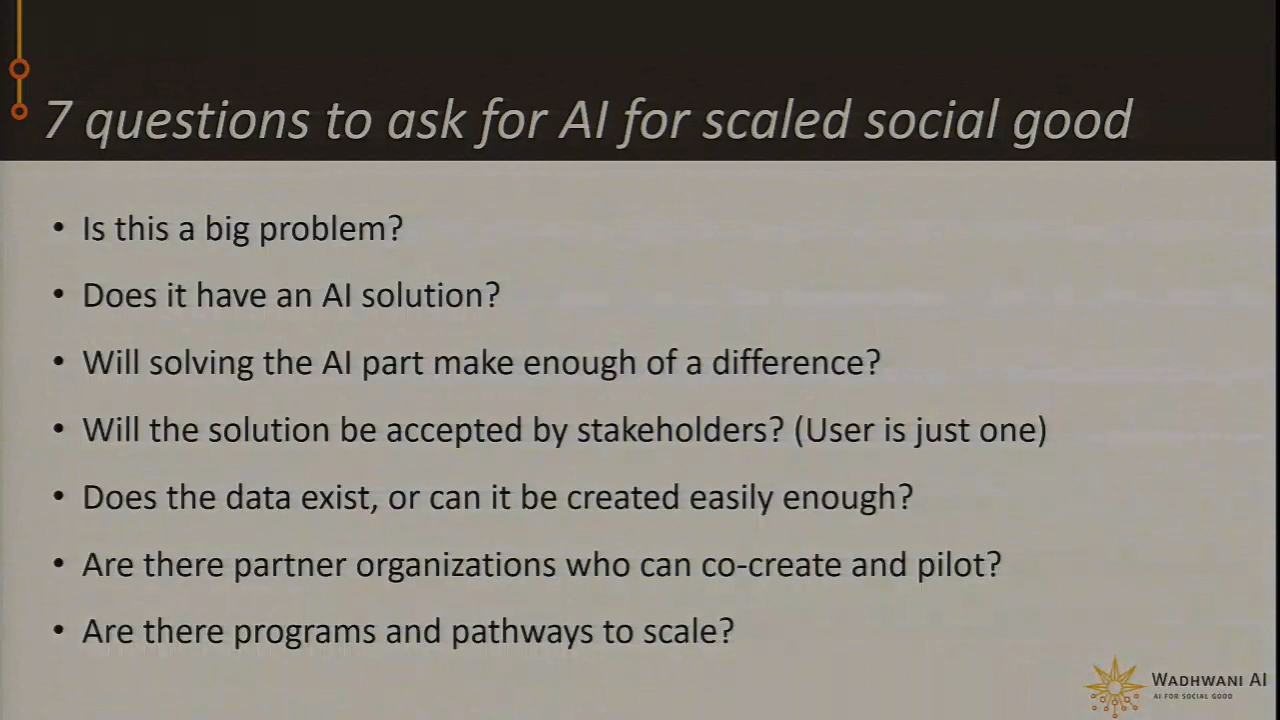 7 questions to ask for AI for scaled social good
• Is this a big problem?
• Does it have an AI solution?
• Will solving the AI part make enough of a difference?
• Will the solution be accepted by stakeholders? (User is just one)
• Does the data exist, or can it be created easily enough?
• Are there partner organizations who can co-create and pilot?
• Are there programs and pathways to scale?
WADHWANI AI
AI FOR SOCIAL GOOD